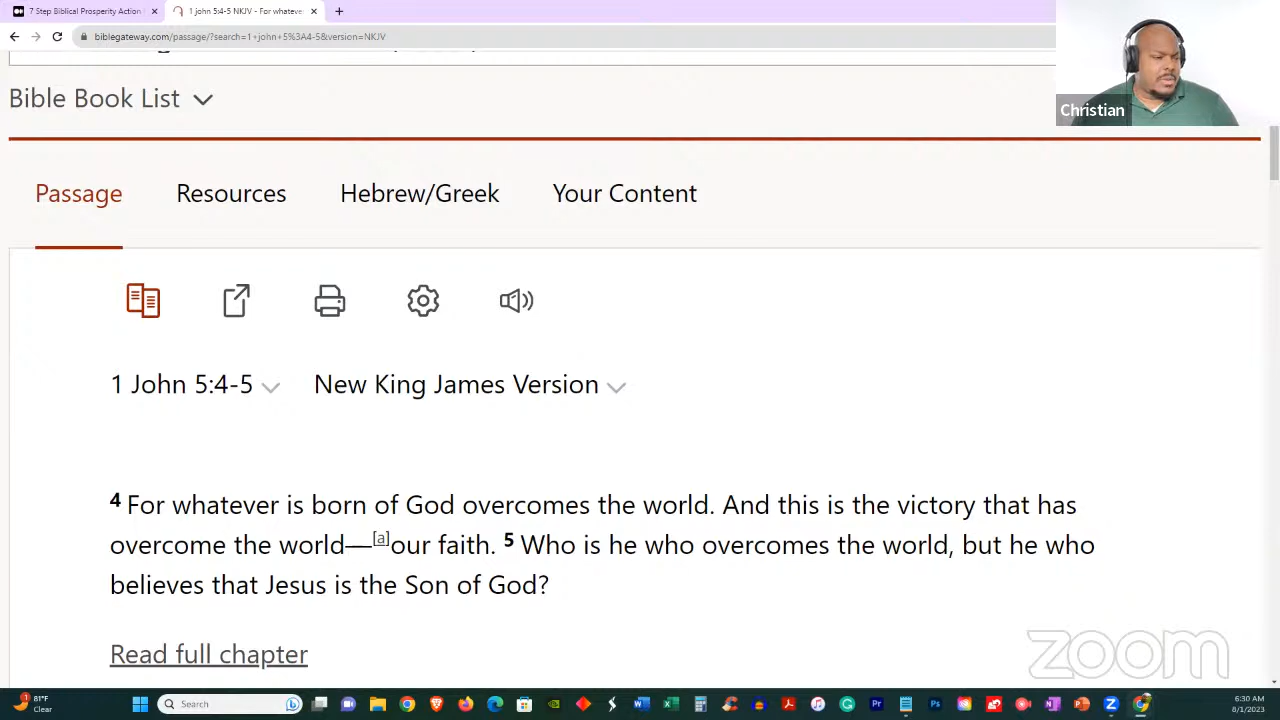 7 Step Biblical Prosperity Action
1 john 5:4-5 NKJV - For whateve
biblegateway.com/passage/?search=1+john+5%3A4-5&version=NKJV
Christian
Bible Book List
Passage Resources Hebrew/Greek Your Content
1 John 5:4-5 New King James Version
4 For whatever is born of God overcomes the world. And this is the victory that has
overcome the world—[a]our faith. 5 Who is he who overcomes the world, but he who
believes that Jesus is the Son of God?
Read full chapter
zoom
81°F
Clear
Search
6:30 AM
8/1/2023